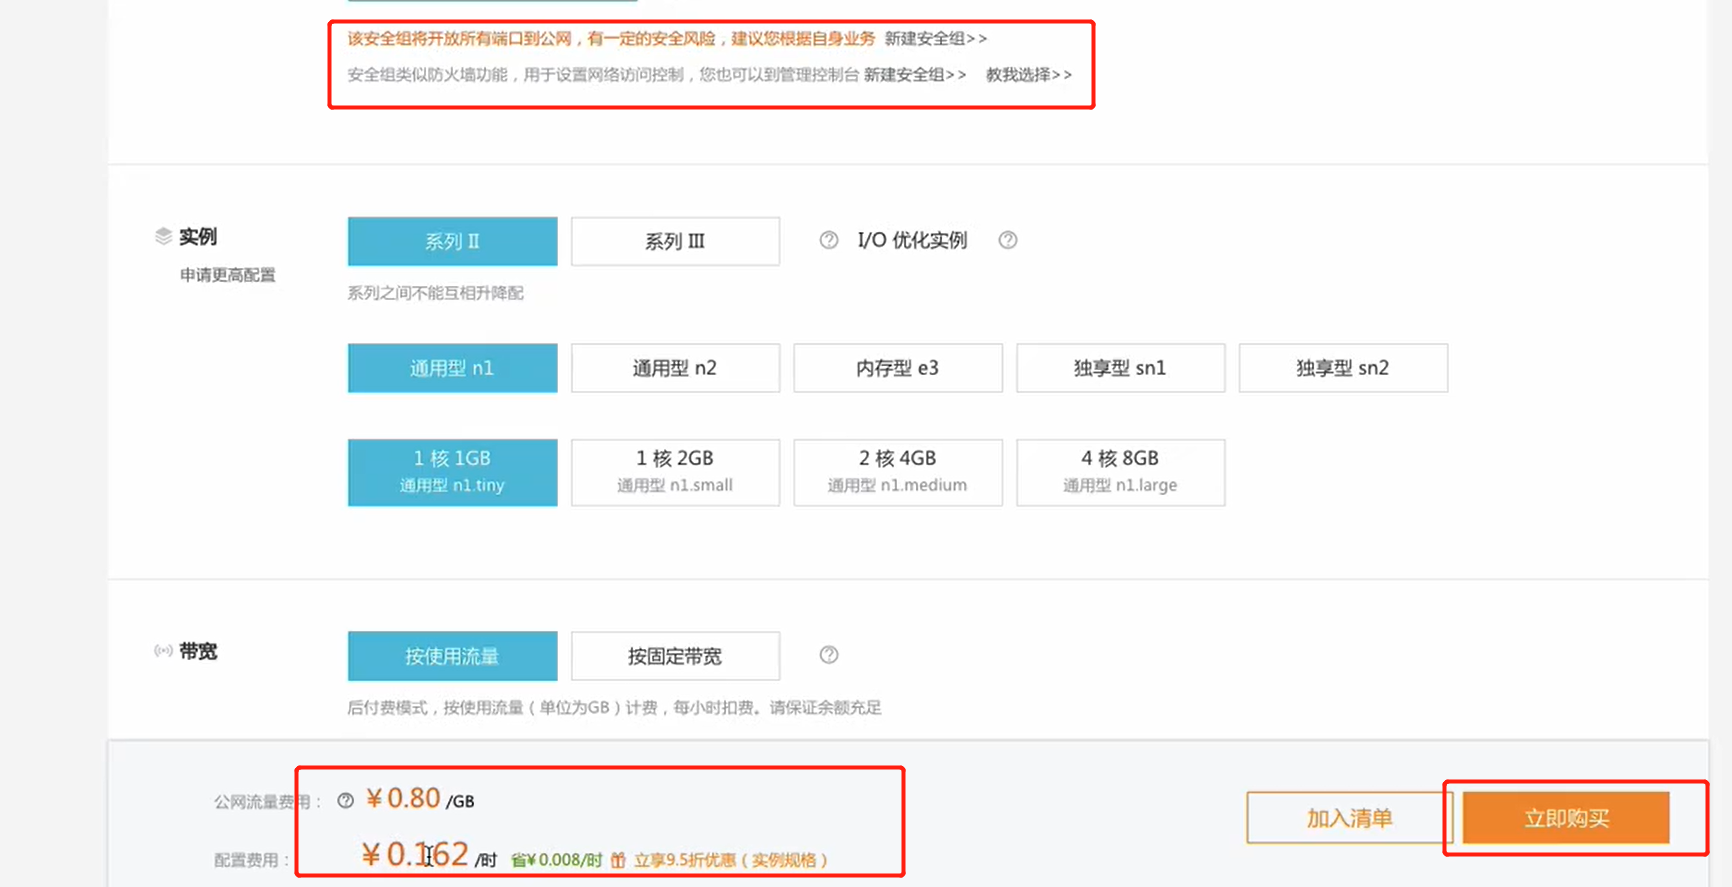 该安全组将开放所有端口到公网，有一定的安全风险，建议您根据自身业务 新建安全组>>
安全组类似防火墙功能，用于设置网络访问控制，您也可以到管理控制台 新建安全组>> 教我选择>>
实例
系列 II 系列 III I/O 优化实例
申请更高配置
系列之间不能互相升降配
通用型 n1 通用型 n2 内存型 e3 独享型 sn1 独享型 sn2
1 核 1GB 1 核 2GB 2 核 4GB 4 核 8GB
通用型 n1.tiny 通用型 n1.small 通用型 n1.medium 通用型 n1.large
带宽
按使用流量 按固定带宽
后付费模式，按使用流量（单位为GB）计费，每小时扣费。请保证余额充足
公网流量费用： ¥0.80 /GB
配置费用： ¥0.162 /时 省¥0.008/时 立享9.5折优惠（实例规格）
加入清单 立即购买